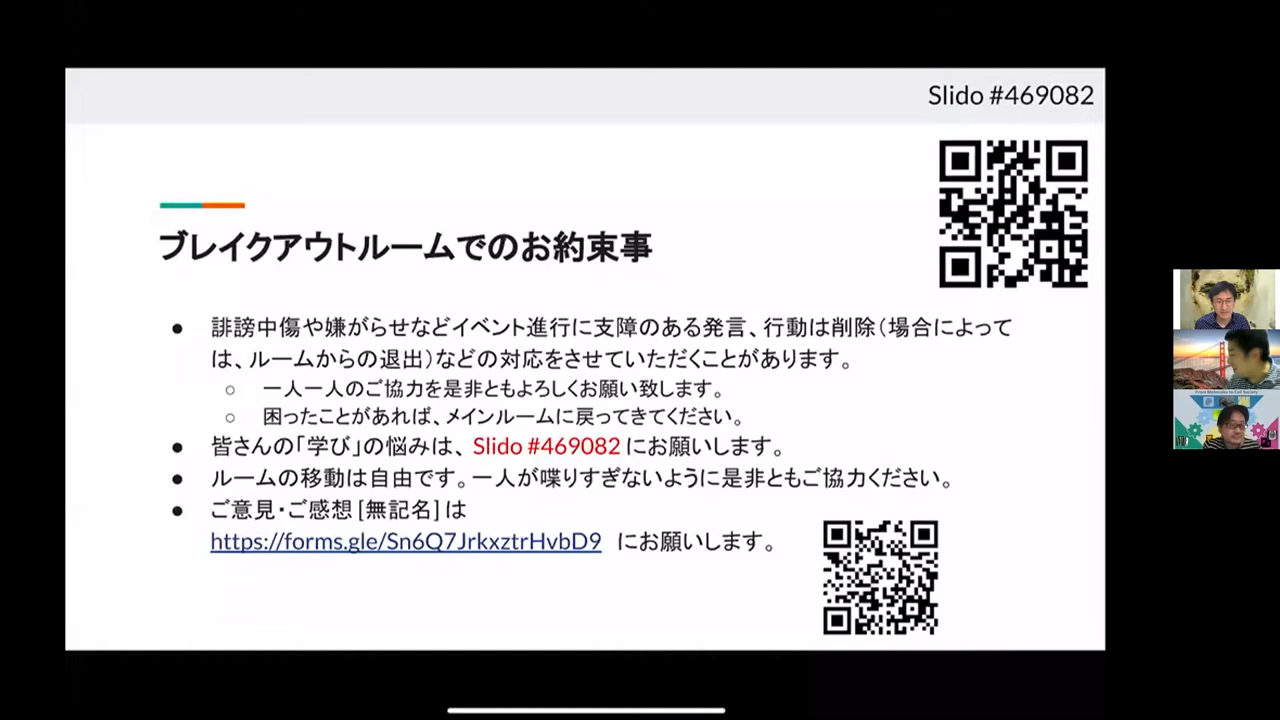 Slido #469082
ブレイクアウトルームでのお約束事
● 誹謗中傷や嫌がらせなどイベント進行に支障のある発言、行動は削除（場合によって
は、ルームからの退出）などの対応をさせていただくことがあります。
○ 一人一人のご協力を是非ともよろしくお願い致します。
○ 困ったことがあれば、メインルームに戻ってきてください。
● 皆さんの「学び」の悩みは、Slido #469082 にお願いします。
● ルームの移動は自由です。一人が喋りすぎないように是非ともご協力ください。
● ご意見・ご感想 [無記名] は
https://forms.gle/Sn6Q7JrkxztrHvbD9 にお願いします。
From Molecules to Cell Society